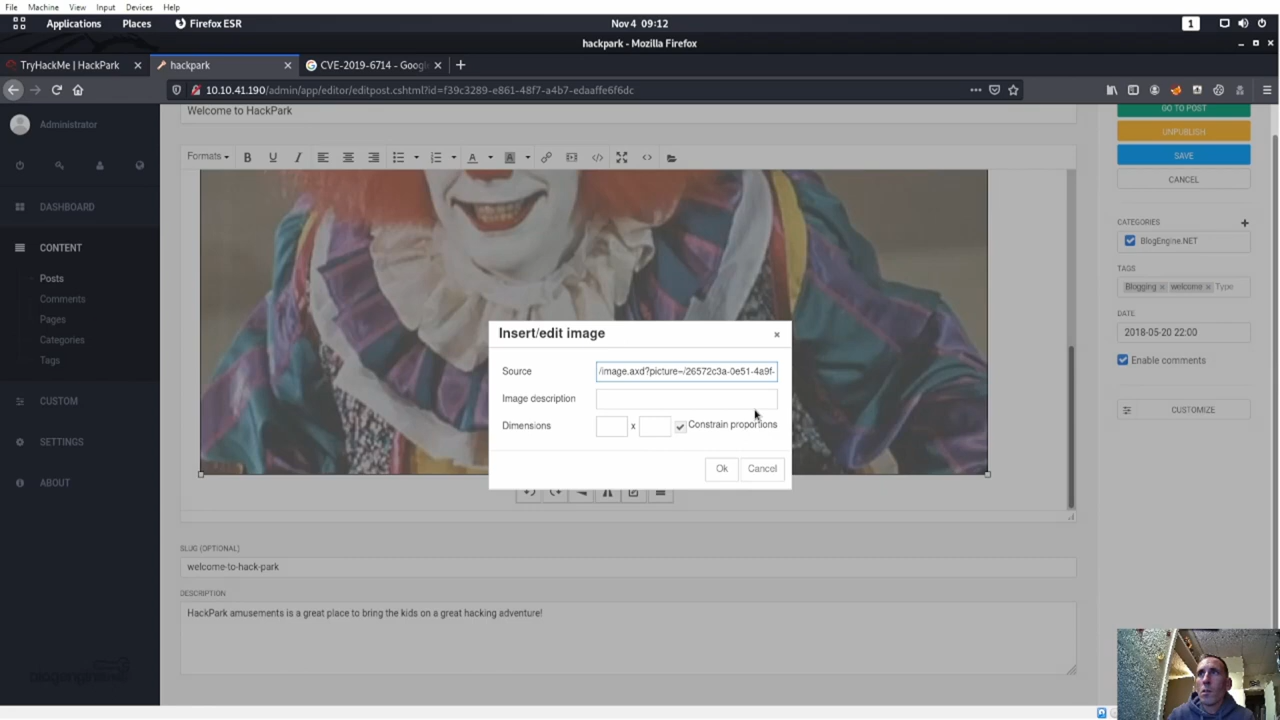 File Machine View Input Devices Help
Applications Places Firefox ESR Nov 4 09:12 1
hackpark - Mozilla Firefox
TryHackMe | HackPark × hackpark × CVE-2019-6714 - Googl ×
10.10.41.190/admin/app/editor/editpost.cshtml?id=f39c3289-e861-48f7-a4b7-edaaffe6f6dc
Administrator
DASHBOARD
CONTENT
Posts
Comments
Pages
Categories
Tags
CUSTOM
SETTINGS
ABOUT
Welcome to HackPark
Formats B U I A A
Insert/edit image ×
Source /image.axd?picture=/26572c3a-0e51-4a9f-
Image description
Dimensions x Constrain proportions
Ok Cancel
SLUG (OPTIONAL)
welcome-to-hack-park
DESCRIPTION
HackPark amusements is a great place to bring the kids on a great hacking adventure!
GO TO POST
UNPUBLISH
SAVE
CANCEL
CATEGORIES +
BlogEngine.NET
TAGS
Blogging × welcome × Type
DATE
2018-05-20 22:00
Enable comments
CUSTOMIZE